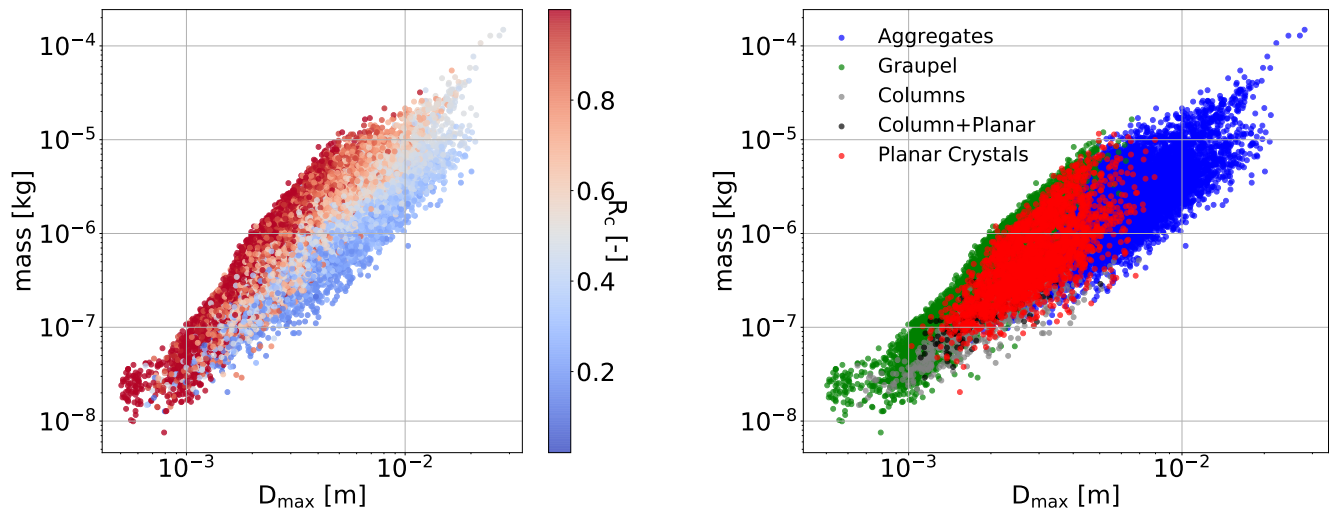 10⁻⁴
10⁻⁵
10⁻⁶
10⁻⁷
10⁻⁸
mass [kg]
10⁻³
10⁻²
D_max [m]
0.8
0.6
0.4
0.2
R_c [-]
10⁻⁴
10⁻⁵
10⁻⁶
10⁻⁷
10⁻⁸
mass [kg]
Aggregates
Graupel
Columns
Column+Planar
Planar Crystals
10⁻³
10⁻²
D_max [m]